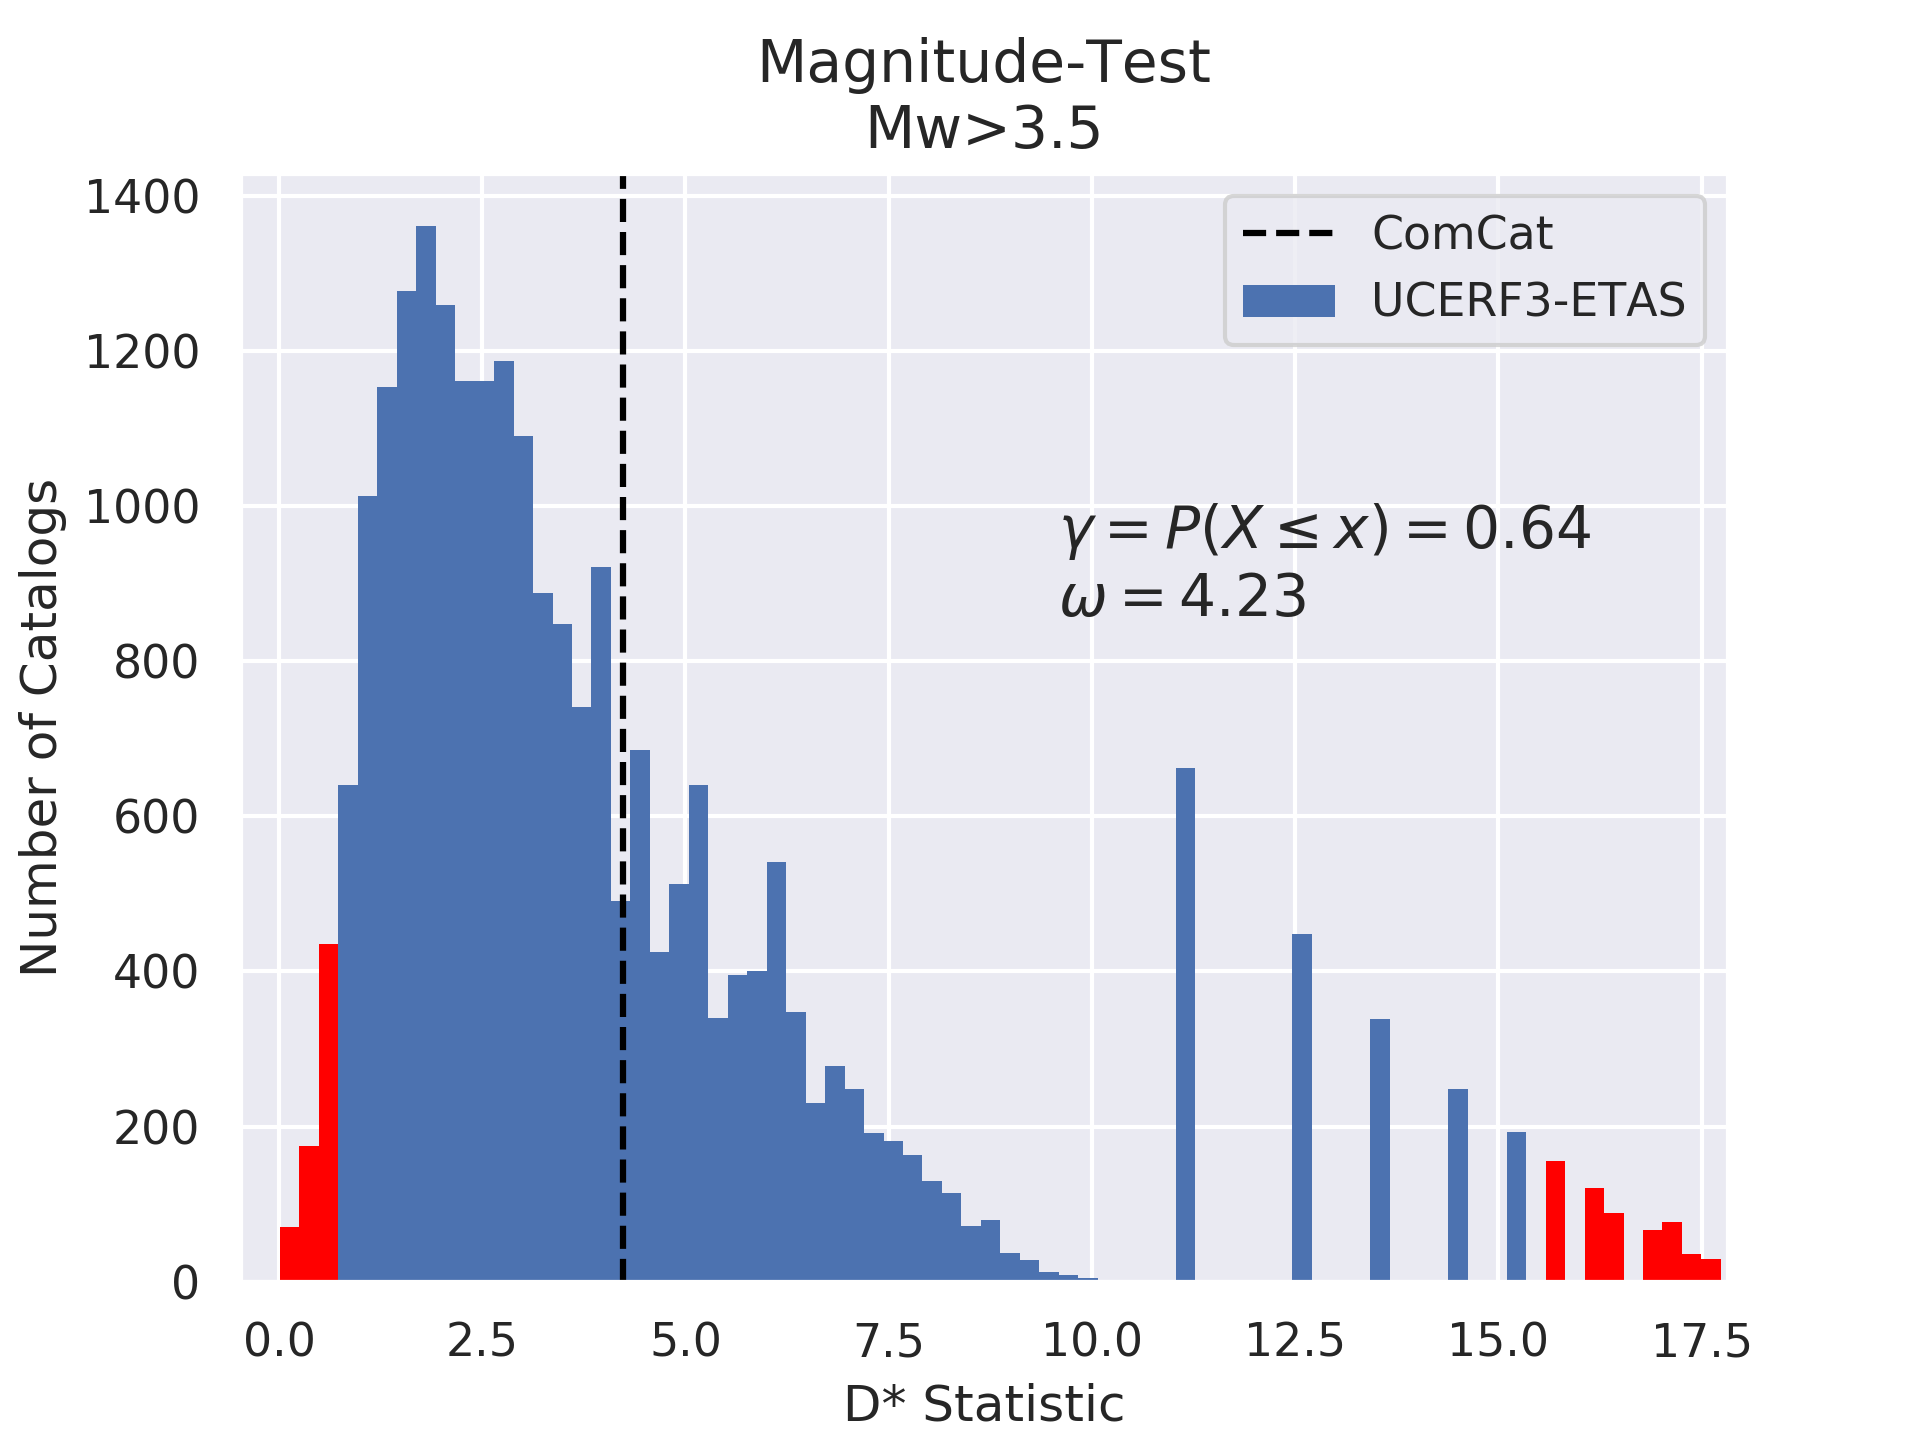 Magnitude-Test
Mw>3.5
ComCat
UCERF3-ETAS
γ = P(X ≤ x) = 0.64
ω = 4.23
Number of Catalogs
1400
1200
1000
800
600
400
200
0
0.0 2.5 5.0 7.5 10.0 12.5 15.0 17.5
D* Statistic